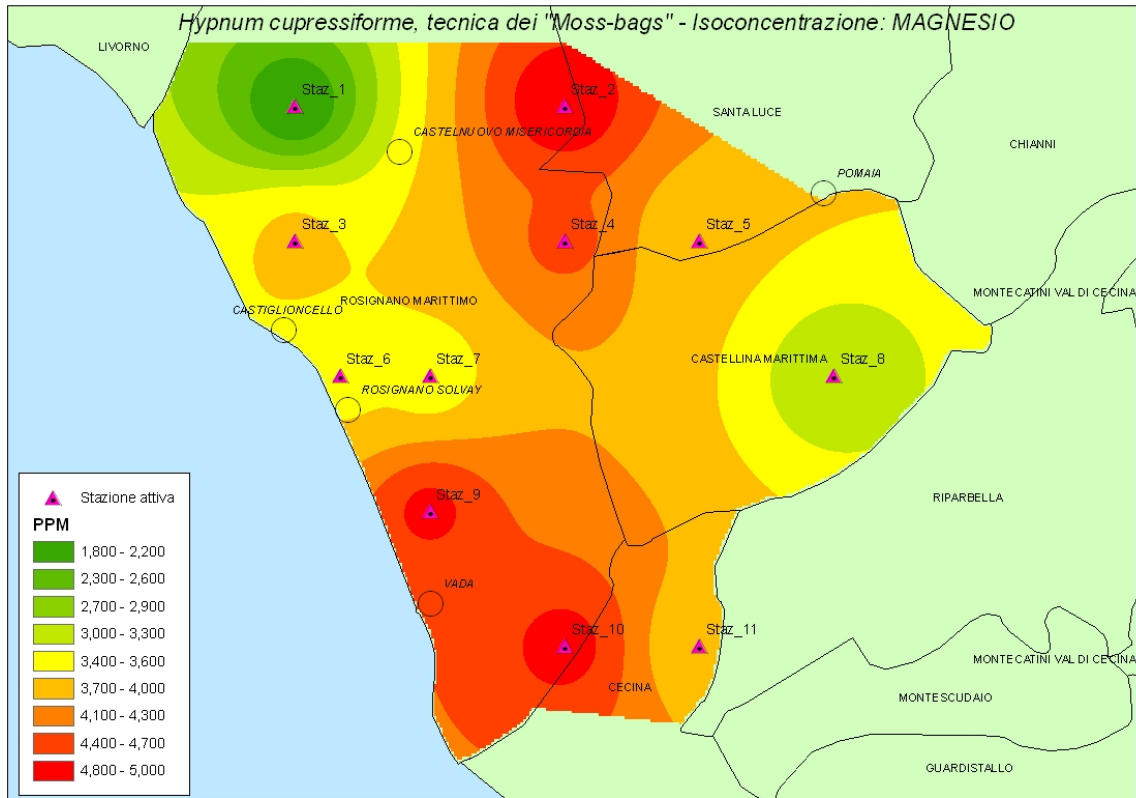 Hypnum cupressiforme, tecnica dei "Moss-bags" - Isoconcentrazione: MAGNESIO
LIVORNO
Staz_1
Staz_2
SANTA LUCE
CASTELNUOVO MISERICORDIA
CHIANNI
POMAIA
Staz_3
Staz_4
Staz_5
ROSIGNANO MARITTIMO
MONTECATINI VAL DI CECINA
CASTIGLIONCELLO
Staz_6
Staz_7
CASTELLINA MARITTIMA
Staz_8
ROSIGNANO SOLVAY
Staz_9
RIPARBELLA
VADA
Staz_10
Staz_11
CECINA
MONTECATINI VAL DI CECINA
MONTESCUDAIO
GUARDISTALLO
Stazione attiva
PPM
1,800 - 2,200
2,300 - 2,600
2,700 - 2,900
3,000 - 3,300
3,400 - 3,600
3,700 - 4,000
4,100 - 4,300
4,400 - 4,700
4,800 - 5,000